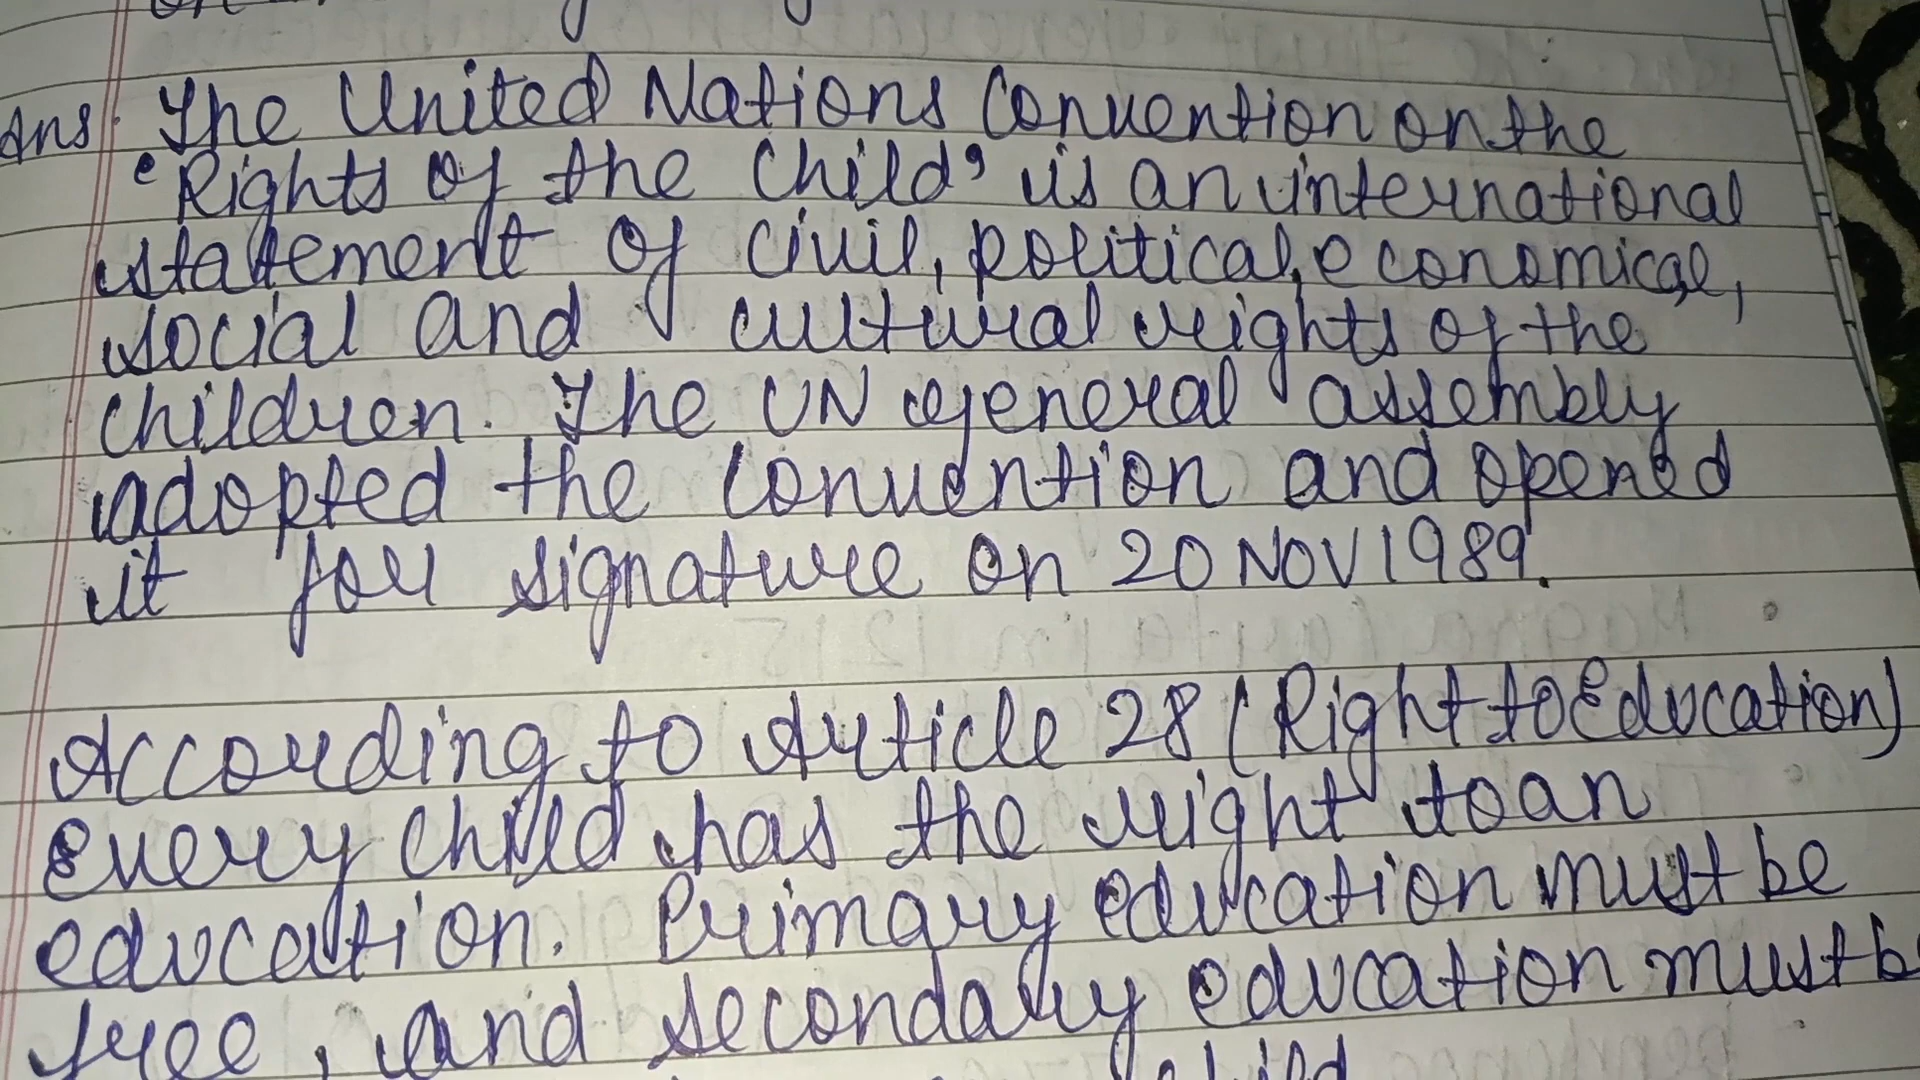 Ans. The United Nations Convention on the
'Rights of the Child' is an international
statement of civil, political, economical,
social and cultural rights of the
children. The UN general assembly
adopted the convention and opened
it for signature on 20 NOV 1989.
According to Article 28 (Right to Education)
every child has the right to an
education. Primary education must be
free, and secondary education must b
child